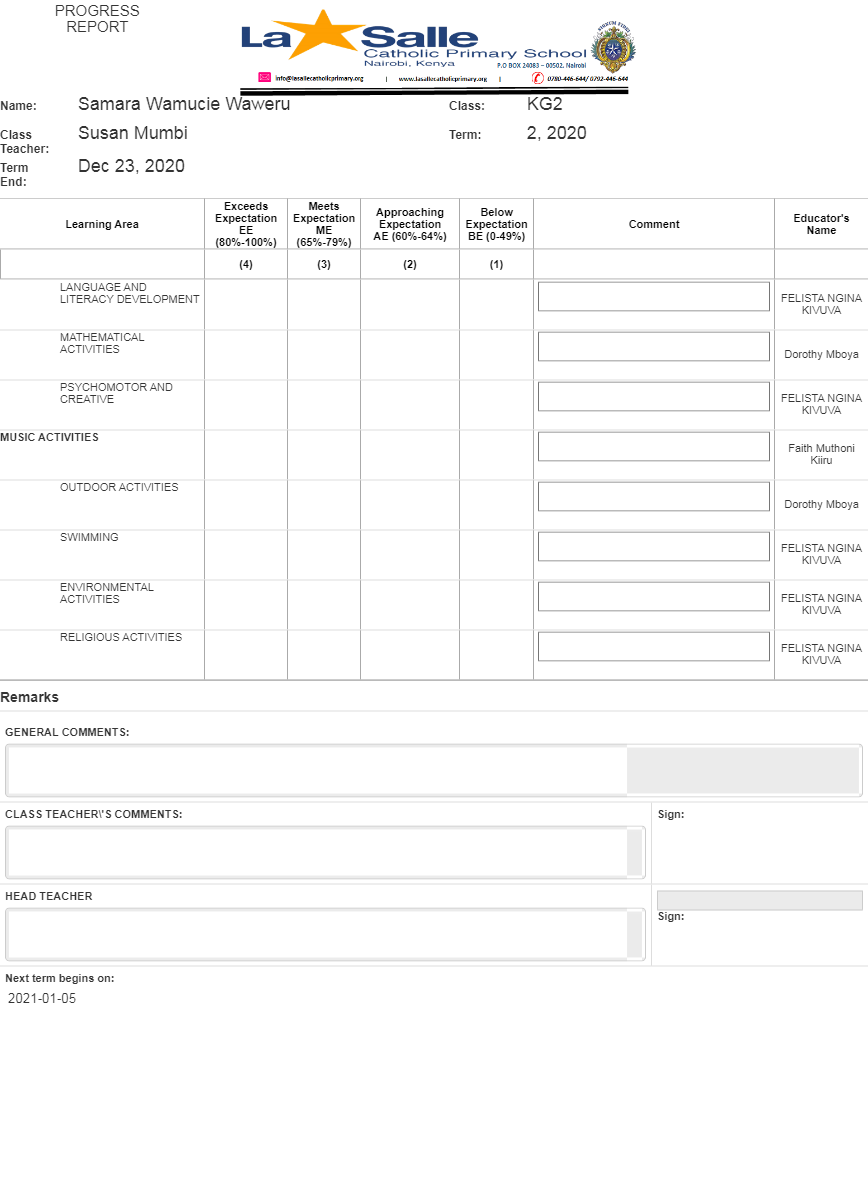 PROGRESS
REPORT
La Salle
Catholic Primary School
Nairobi, Kenya
P.O BOX 24083 – 00502, Nairobi
info@lasallecatholicprimary.org | www.lasallecatholicprimary.org | 0780-446-644/ 0792-446-644
Name: Samara Wamucie Waweru Class: KG2
Class Teacher: Susan Mumbi Term: 2, 2020
Term End: Dec 23, 2020
Learning Area
Exceeds Expectation EE (80%-100%)
Meets Expectation ME (65%-79%)
Approaching Expectation AE (60%-64%)
Below Expectation BE (0-49%)
Comment
Educator's Name
(4) (3) (2) (1)
LANGUAGE AND
LITERACY DEVELOPMENT
FELISTA NGINA
KIVUVA
MATHEMATICAL
ACTIVITIES
Dorothy Mboya
PSYCHOMOTOR AND
CREATIVE
FELISTA NGINA
KIVUVA
MUSIC ACTIVITIES
Faith Muthoni
Kiiru
OUTDOOR ACTIVITIES
Dorothy Mboya
SWIMMING
FELISTA NGINA
KIVUVA
ENVIRONMENTAL
ACTIVITIES
FELISTA NGINA
KIVUVA
RELIGIOUS ACTIVITIES
FELISTA NGINA
KIVUVA
Remarks
GENERAL COMMENTS:
CLASS TEACHER\'S COMMENTS: Sign:
HEAD TEACHER
Sign:
Next term begins on:
2021-01-05